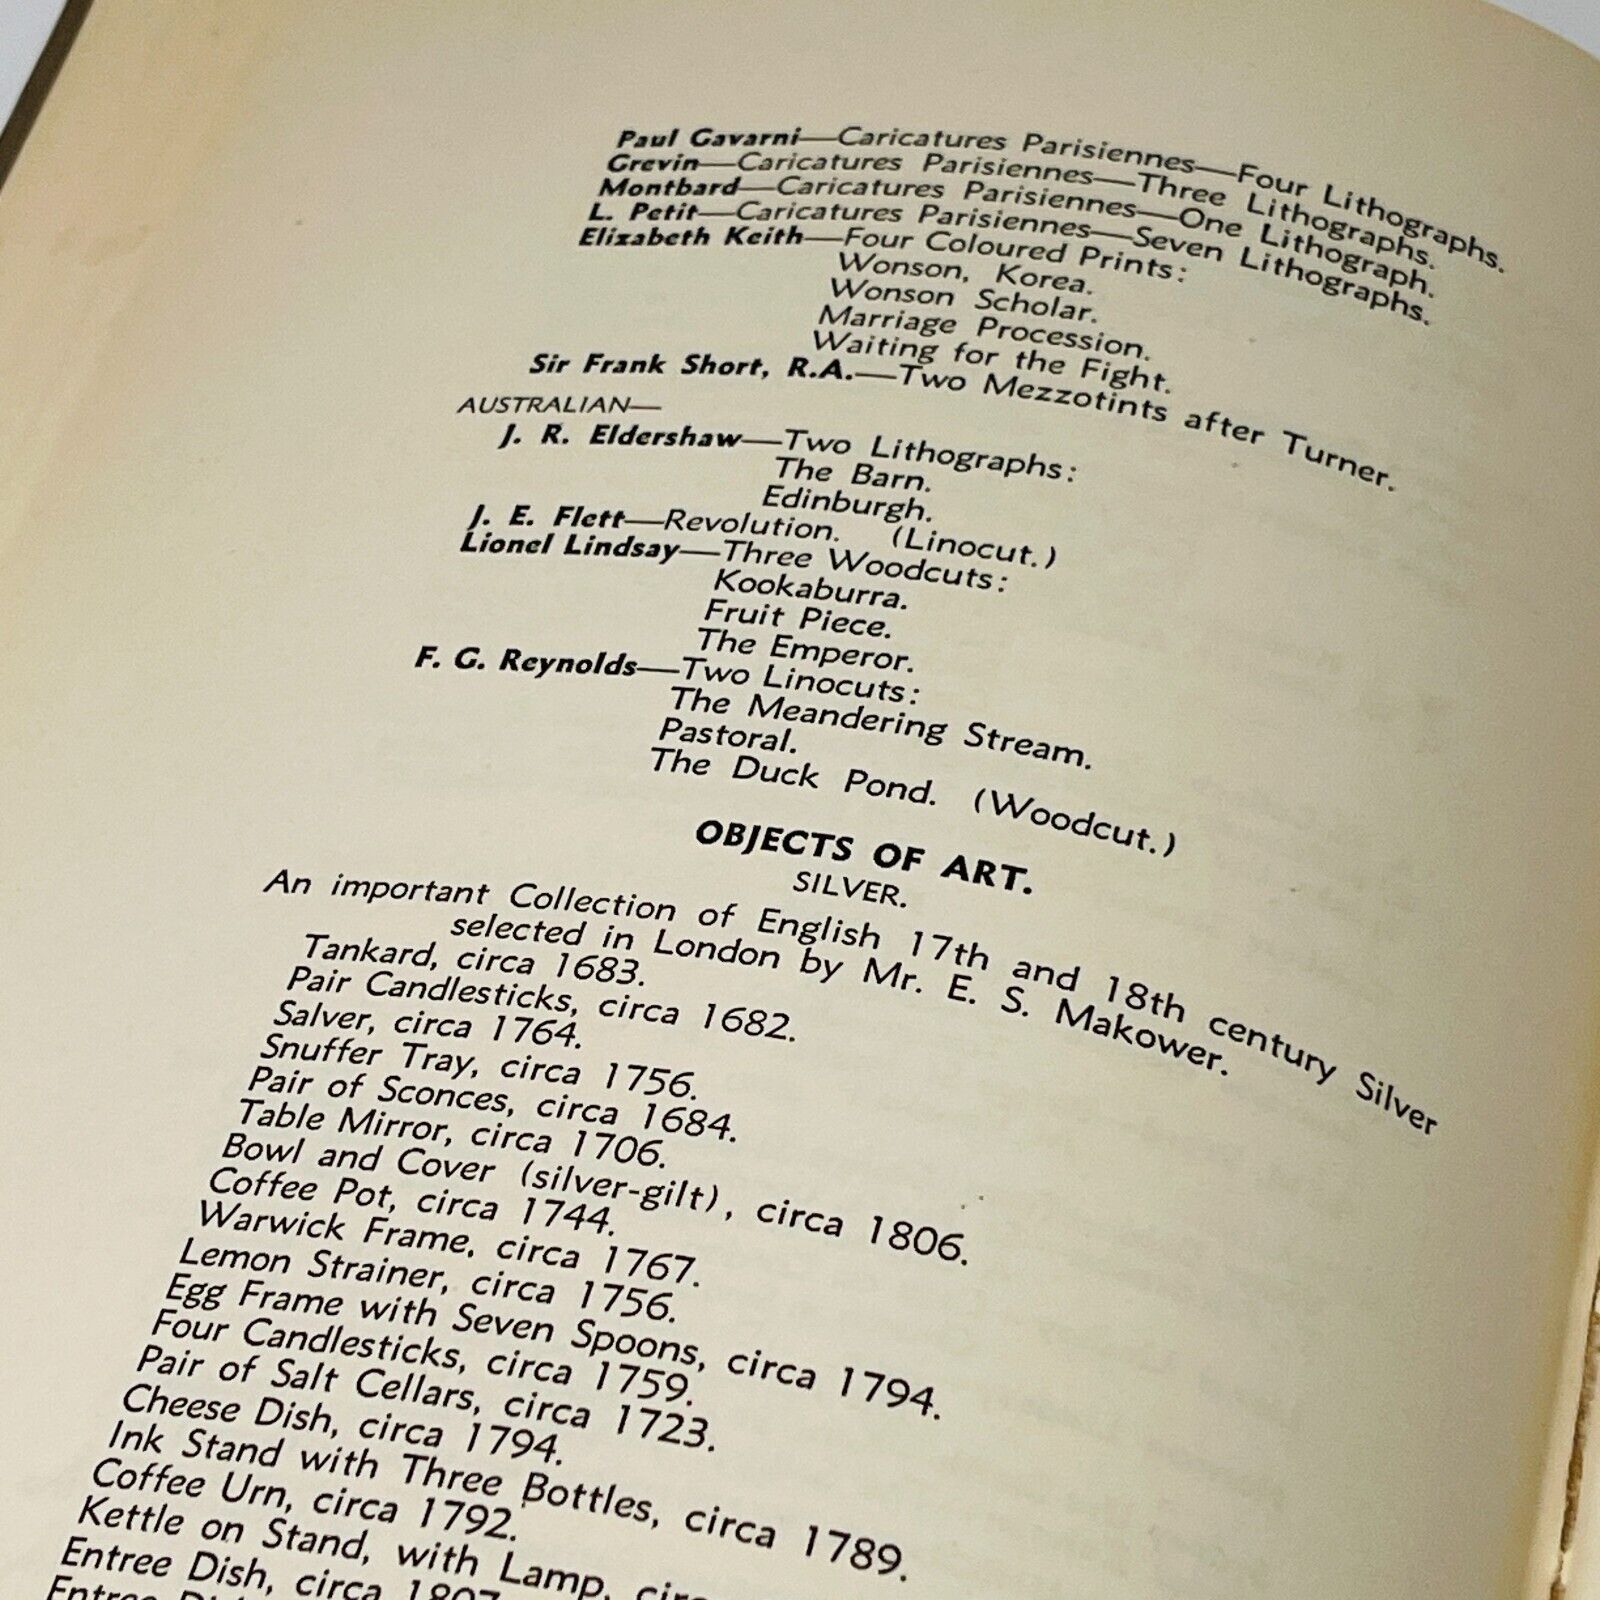 Paul Gavarni—Caricatures Parisiennes—Four Lithographs.
Grevin—Caricatures Parisiennes—Three Lithographs.
Montbard—Caricatures Parisiennes—One Lithograph.
L. Petit—Caricatures Parisiennes—Seven Lithographs.
Elizabeth Keith—Four Coloured Prints:
Wonson, Korea.
Wonson Scholar.
Marriage Procession.
Waiting for the Fight.
Sir Frank Short, R.A.—Two Mezzotints after Turner.
AUSTRALIAN—
J. R. Eldershaw—Two Lithographs:
The Barn.
Edinburgh.
J. E. Flett—Revolution. (Linocut.)
Lionel Lindsay—Three Woodcuts:
Kookaburra.
Fruit Piece.
The Emperor.
F. G. Reynolds—Two Linocuts:
The Meandering Stream.
Pastoral.
The Duck Pond. (Woodcut.)
OBJECTS OF ART.
SILVER.
An important Collection of English 17th and 18th century Silver
selected in London by Mr. E. S. Makower.
Tankard, circa 1683.
Pair Candlesticks, circa 1682.
Salver, circa 1764.
Snuffer Tray, circa 1756.
Pair of Sconces, circa 1684.
Table Mirror, circa 1706.
Bowl and Cover (silver-gilt), circa 1806.
Coffee Pot, circa 1744.
Warwick Frame, circa 1767.
Lemon Strainer, circa 1756.
Egg Frame with Seven Spoons, circa 1794.
Four Candlesticks, circa 1759.
Pair of Salt Cellars, circa 1723.
Cheese Dish, circa 1794.
Ink Stand with Three Bottles, circa 1789.
Coffee Urn, circa 1792.
Kettle on Stand, with Lamp,
Entree Dish, circa 1807.
Entree